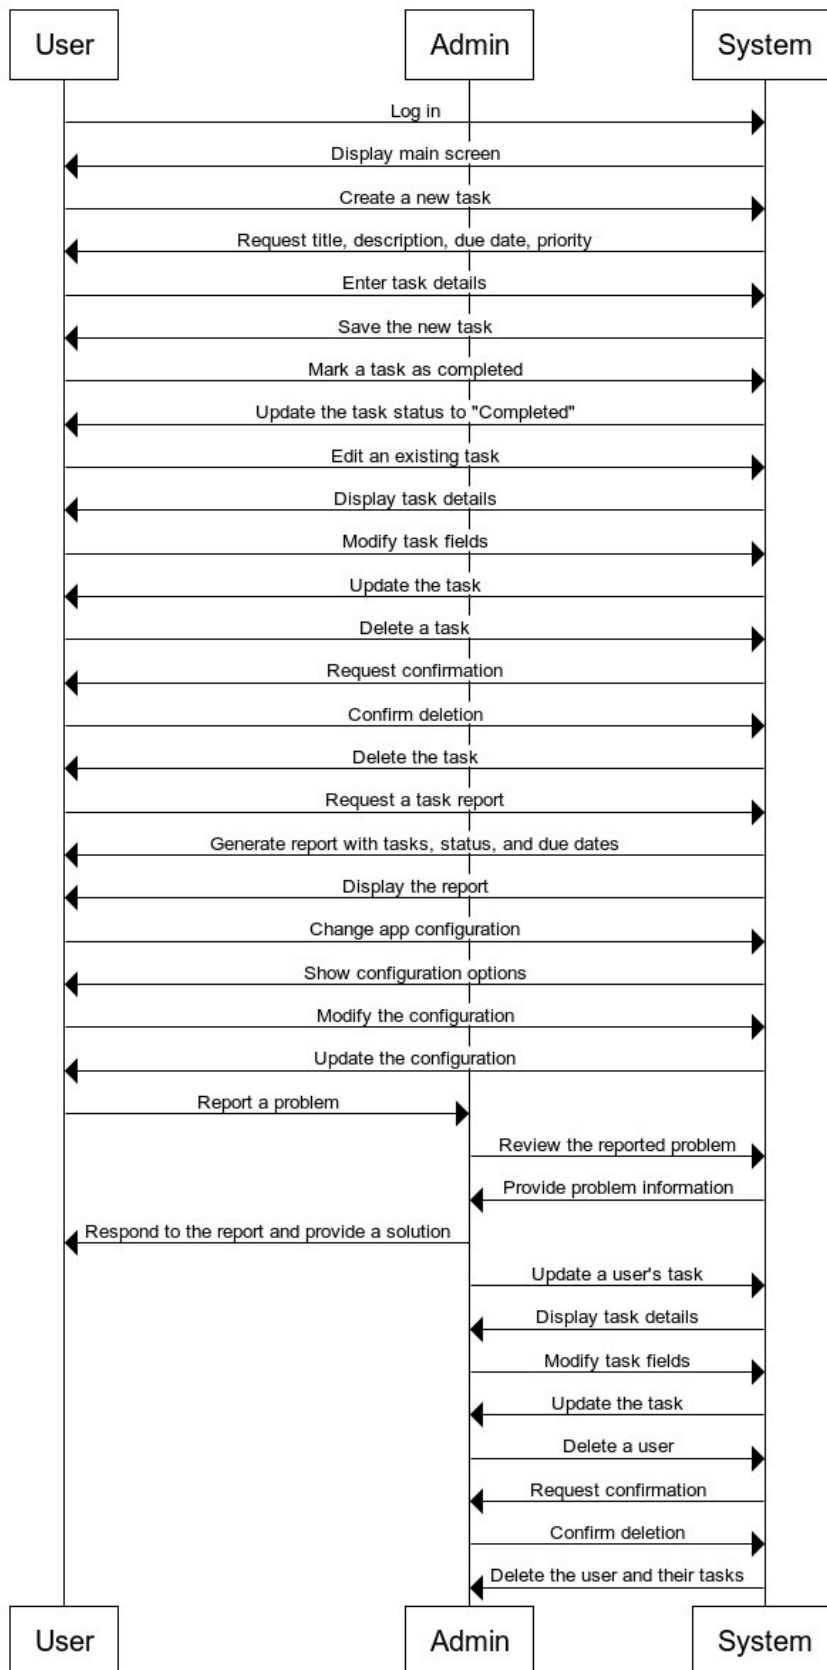 User Admin System
Log in
Display main screen
Create a new task
Request title, description, due date, priority
Enter task details
Save the new task
Mark a task as completed
Update the task status to "Completed"
Edit an existing task
Display task details
Modify task fields
Update the task
Delete a task
Request confirmation
Confirm deletion
Delete the task
Request a task report
Generate report with tasks, status, and due dates
Display the report
Change app configuration
Show configuration options
Modify the configuration
Update the configuration
Report a problem
Review the reported problem
Provide problem information
Respond to the report and provide a solution
Update a user's task
Display task details
Modify task fields
Update the task
Delete a user
Request confirmation
Confirm deletion
Delete the user and their tasks
User Admin System